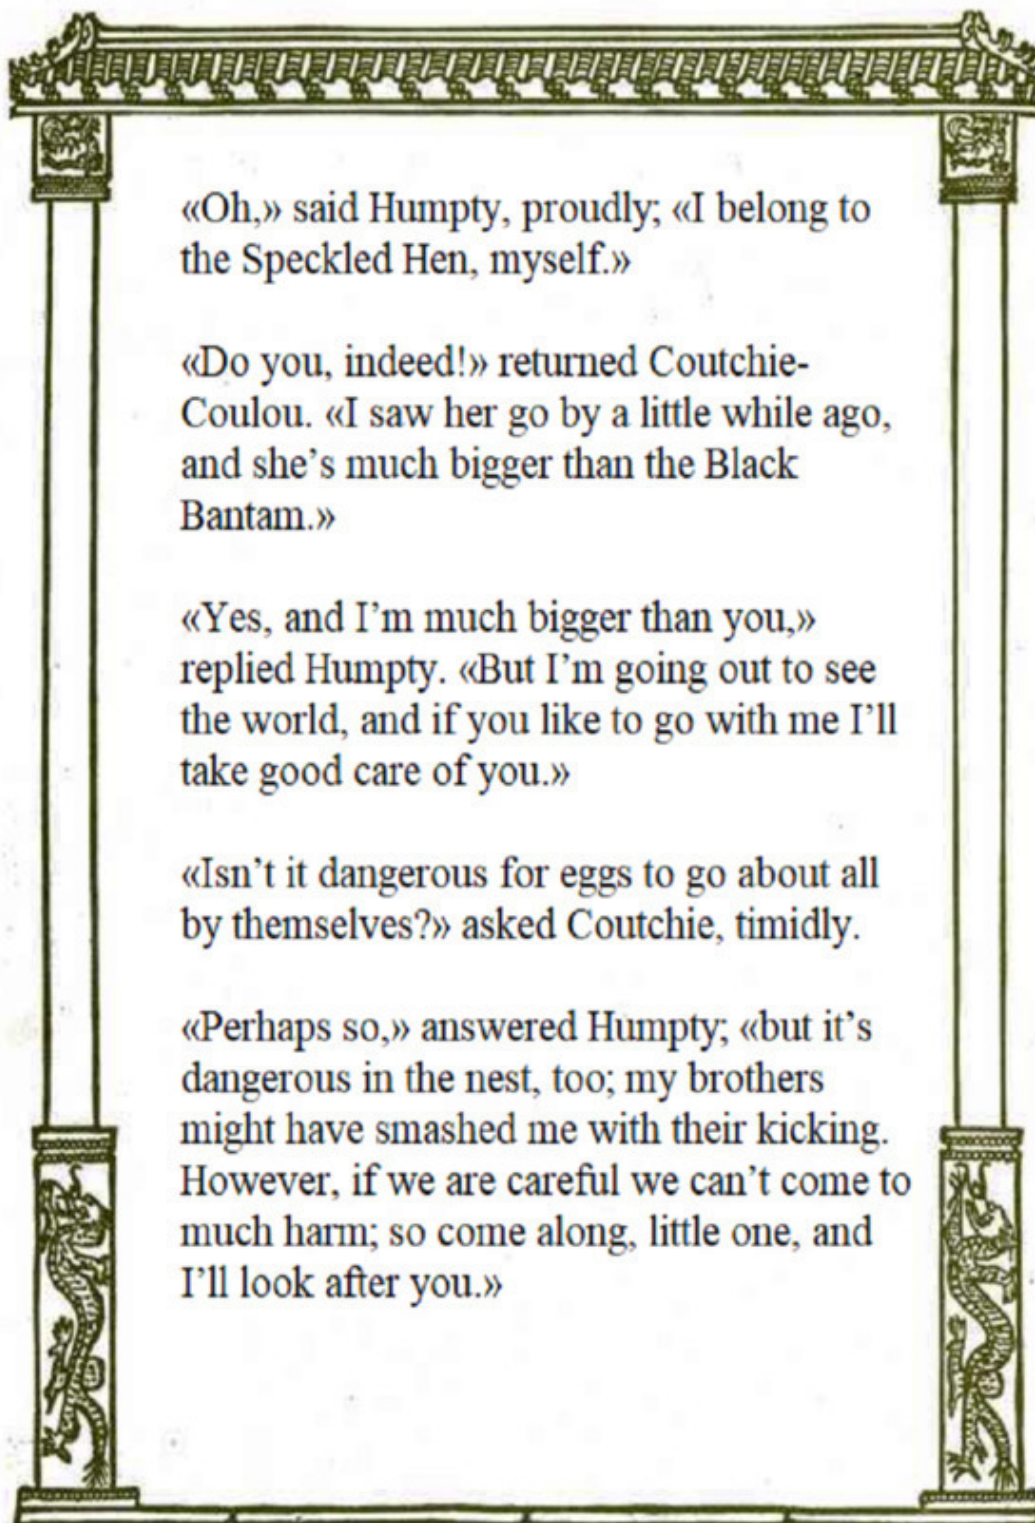 «Oh,» said Humpty, proudly; «I belong to
the Speckled Hen, myself.»
«Do you, indeed!» returned Coutchie-
Coulou. «I saw her go by a little while ago,
and she's much bigger than the Black
Bantam.»
«Yes, and I'm much bigger than you,»
replied Humpty. «But I'm going out to see
the world, and if you like to go with me I'll
take good care of you.»
«Isn't it dangerous for eggs to go about all
by themselves?» asked Coutchie, timidly.
«Perhaps so,» answered Humpty; «but it's
dangerous in the nest, too; my brothers
might have smashed me with their kicking.
However, if we are careful we can't come to
much harm; so come along, little one, and
I'll look after you.»